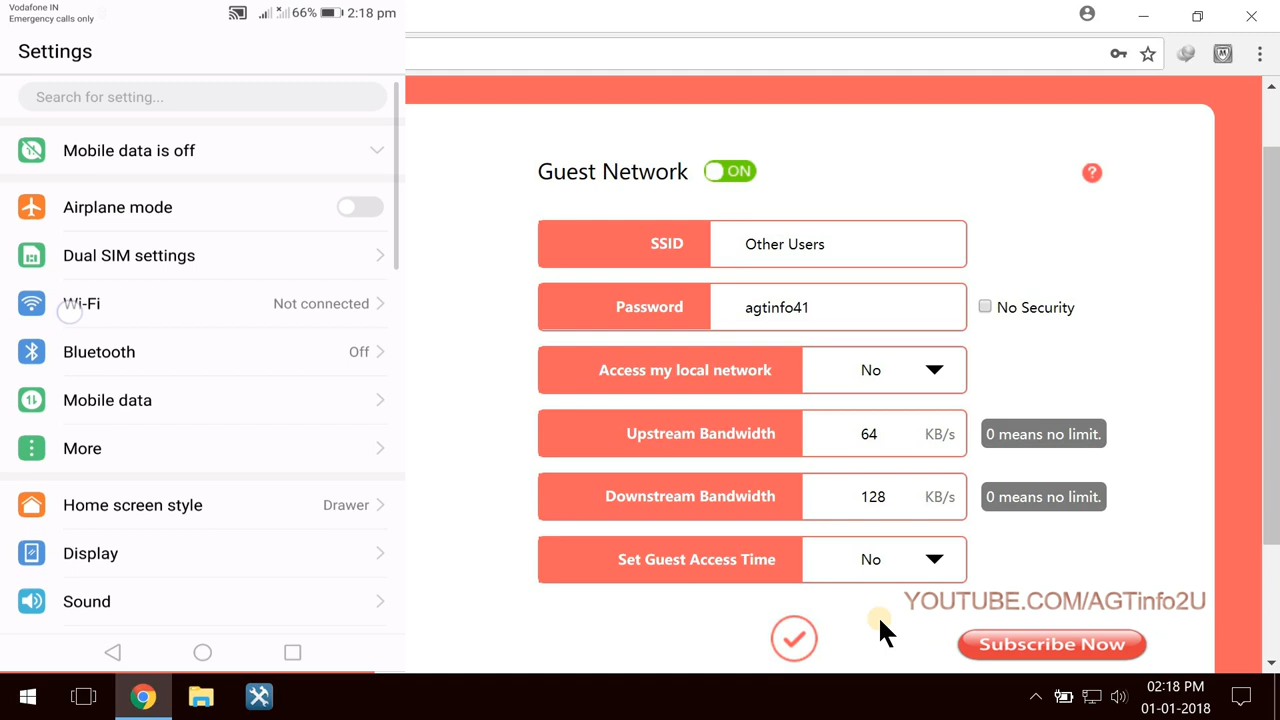 Vodafone IN
Emergency calls only
66%
2:18 pm
Settings
Search for setting...
Mobile data is off
Airplane mode
Dual SIM settings
Wi-Fi
Not connected
Bluetooth
Off
Mobile data
More
Home screen style
Drawer
Display
Sound
Guest Network
ON
?
SSID
Other Users
Password
agtinfo41
No Security
Access my local network
No
Upstream Bandwidth
64
KB/s
0 means no limit.
Downstream Bandwidth
128
KB/s
0 means no limit.
Set Guest Access Time
No
YOUTUBE.COM/AGTinfo2U
Subscribe Now
02:18 PM
01-01-2018